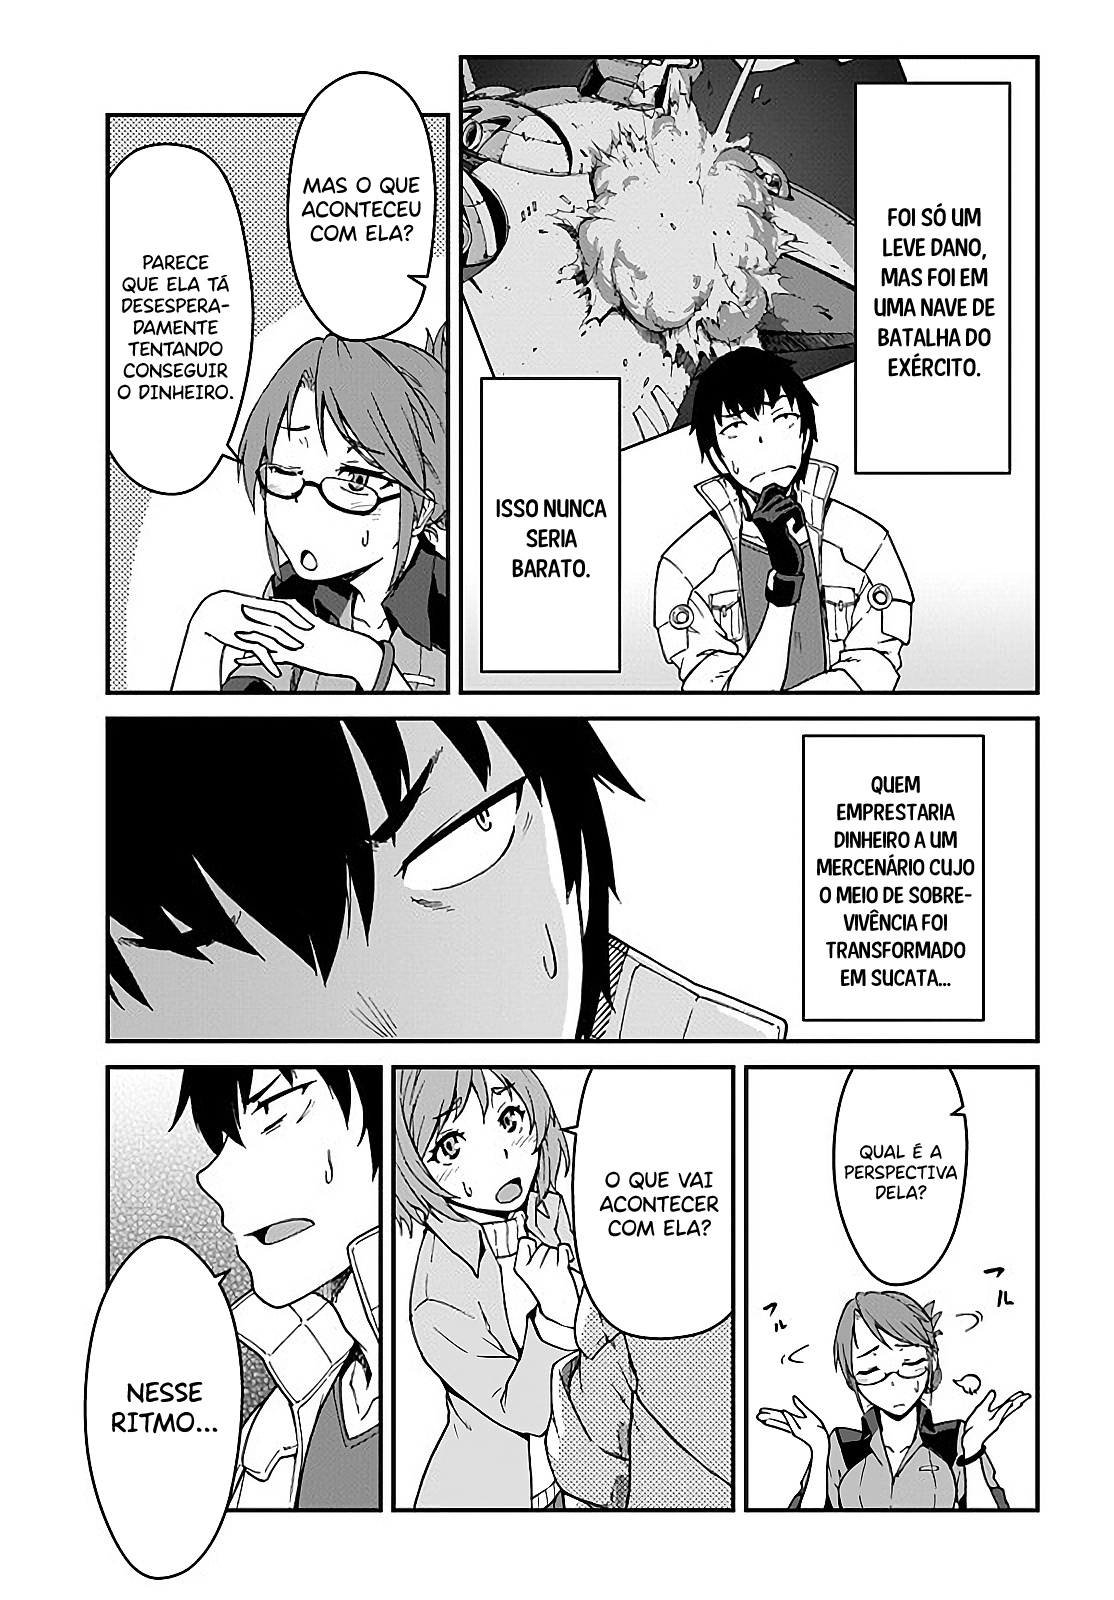 FOI SÓ UM
LEVE DANO,
MAS FOI EM
UMA NAVE DE
BATALHA DO
EXÉRCITO.
ISSO NUNCA
SERIA
BARATO.
MAS O QUE
ACONTECEU
COM ELA?
PARECE
QUE ELA TÁ
DESESPERA-
DAMENTE
TENTANDO
CONSEGUIR
O DINHEIRO.
QUEM
EMPRESTARIA
DINHEIRO A UM
MERCENÁRIO CUJO
O MEIO DE SOBRE-
VIVÊNCIA FOI
TRANSFORMADO
EM SUCATA...
QUAL É A
PERSPECTIVA
DELA?
フル
フル
O QUE VAI
ACONTECER
COM ELA?
NESSE
RITMO...